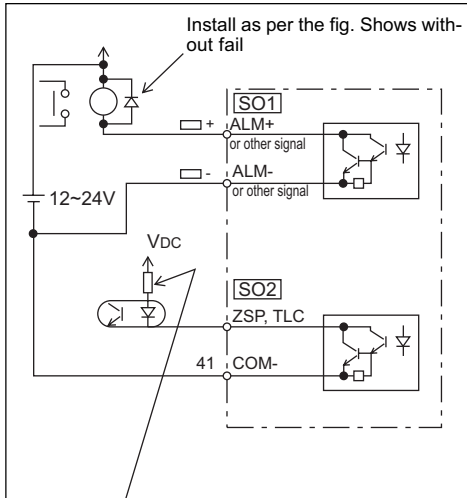 Install as per the fig. Shows with-
out fail
SO1
+ ALM+
or other signal
- ALM-
or other signal
12~24V
VDC
SO2
ZSP, TLC
41 COM-